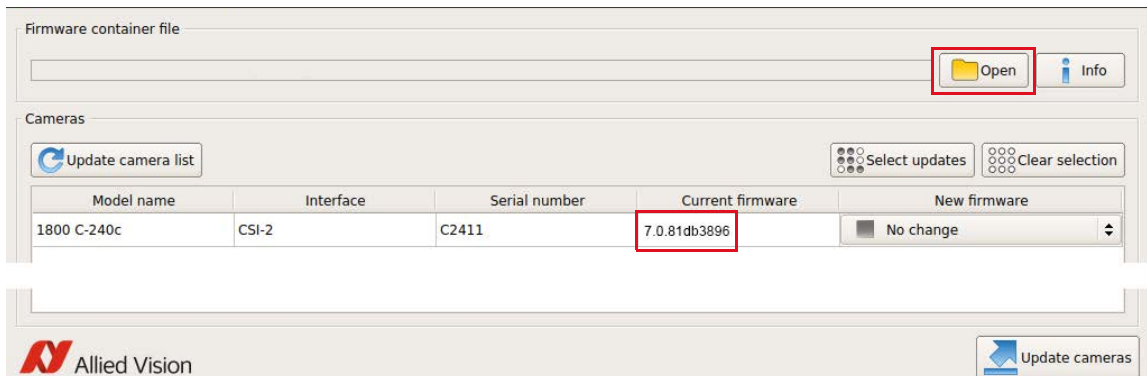 Firmware container file
Open
Info
Cameras
Update camera list
Select updates
Clear selection
Model name Interface Serial number Current firmware New firmware
1800 C-240c CSI-2 C2411 7.0.81db3896 No change
Allied Vision
Update cameras